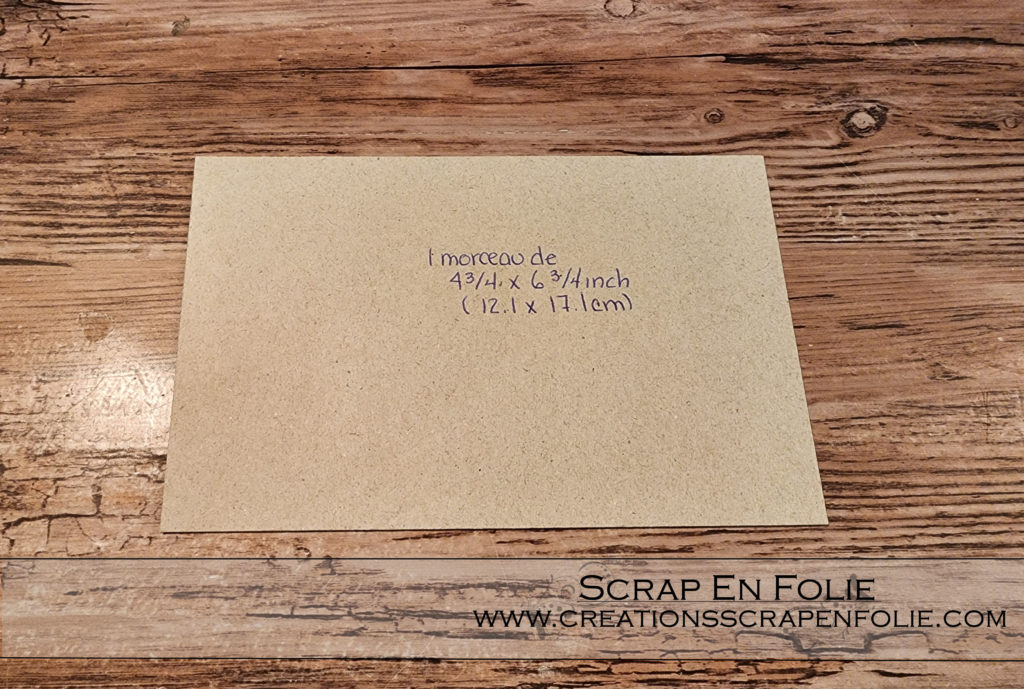 1 morceau de
4 3/4 x 6 3/4 inch
(12.1 x 17.1cm)
Scrap En Folie
www.creationsscrapenfolie.com